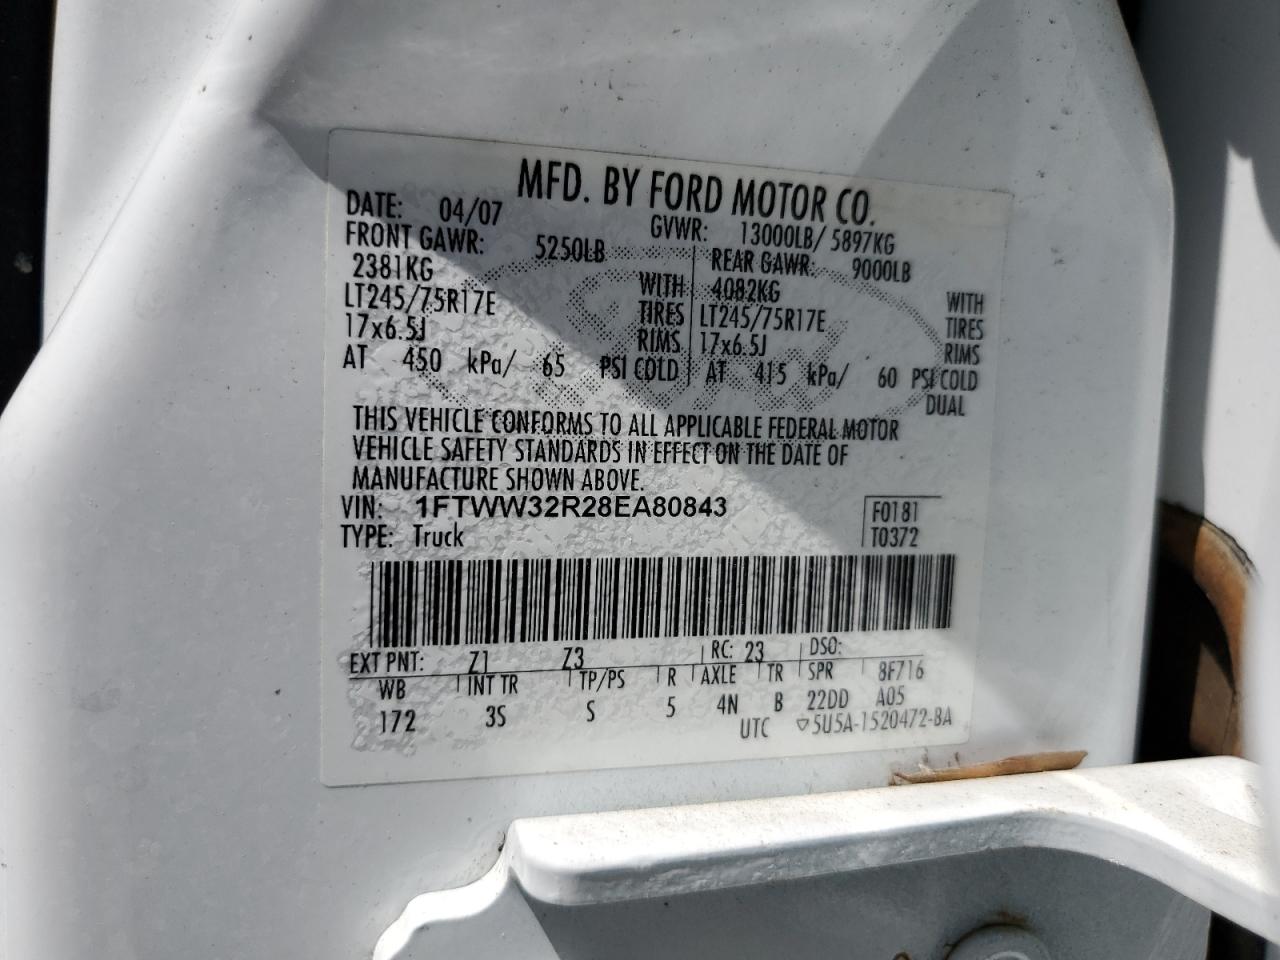 MFD. BY FORD MOTOR CO.
DATE: 04/07 GVWR: 13000LB/ 5897KG
FRONT GAWR: 5250LB REAR GAWR: 9000LB
2381KG WITH 4082KG WITH
LT245/75R17E TIRES LT245/75R17E TIRES
17x6.5J RIMS 17x6.5J RIMS
AT 450 kPa/ 65 PSI COLD AT 415 kPa/ 60 PSI COLD
DUAL
THIS VEHICLE CONFORMS TO ALL APPLICABLE FEDERAL MOTOR
VEHICLE SAFETY STANDARDS IN EFFECT ON THE DATE OF
MANUFACTURE SHOWN ABOVE.
VIN: 1FTWW32R28EA80843 F0181
TYPE: Truck T0372
EXT PNT: Z1 Z3 RC: 23 DSO:
WB INT TR TP/PS R AXLE TR SPR 8F716
172 3S S 5 4N B 22DD A05
UTC ▽5U5A-1520472-BA